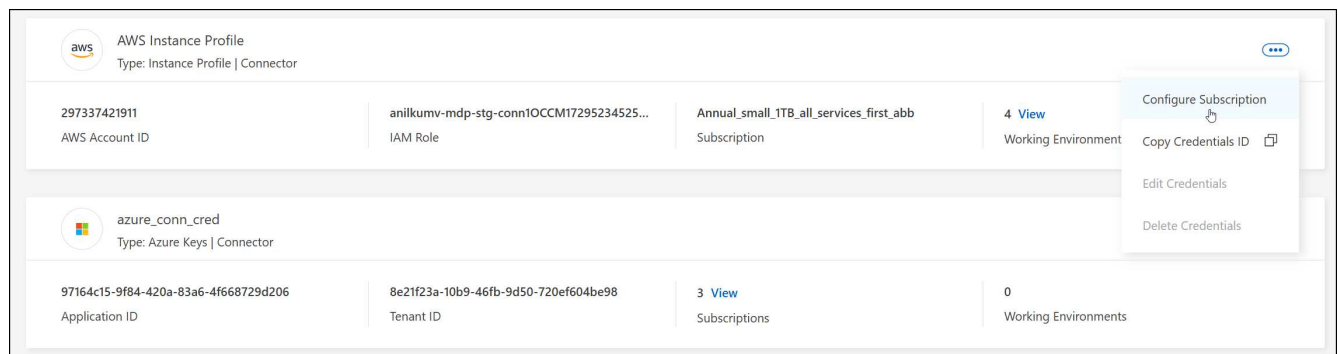 aws
AWS Instance Profile
Type: Instance Profile | Connector
297337421911
AWS Account ID
anilkumv-mdp-stg-conn1OCCM17295234525...
IAM Role
Annual_small_1TB_all_services_first_abb
Subscription
4 View
Working Environment
Configure Subscription
Copy Credentials ID
Edit Credentials
Delete Credentials
azure_conn_cred
Type: Azure Keys | Connector
97164c15-9f84-420a-83a6-4f668729d206
Application ID
8e21f23a-10b9-46fb-9d50-720ef604be98
Tenant ID
3 View
Subscriptions
0
Working Environments